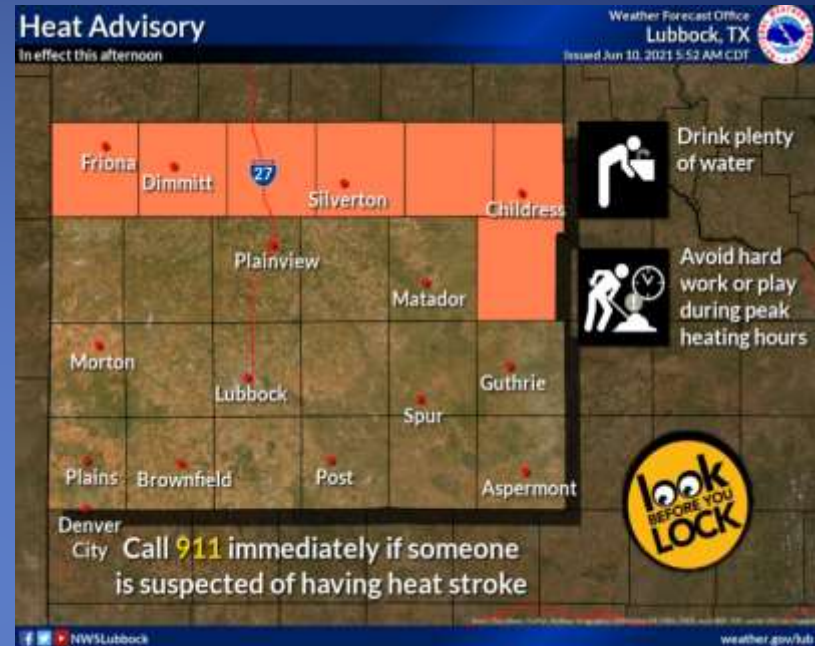 Heat Advisory
In effect this afternoon
Weather Forecast Office
Lubbock, TX
Issued Jun 10, 2021 5:52 AM CDT
Friona
Dimmitt
27
Silverton
Childress
Plainview
Matador
Morton
Lubbock
Guthrie
Spur
Plains
Brownfield
Post
Aspermont
Denver
City
Drink plenty
of water
Avoid hard
work or play
during peak
heating hours
look
BEFORE YOU
LOCK
Call 911 immediately if someone
is suspected of having heat stroke
NWSLubbock
weather.gov/lub